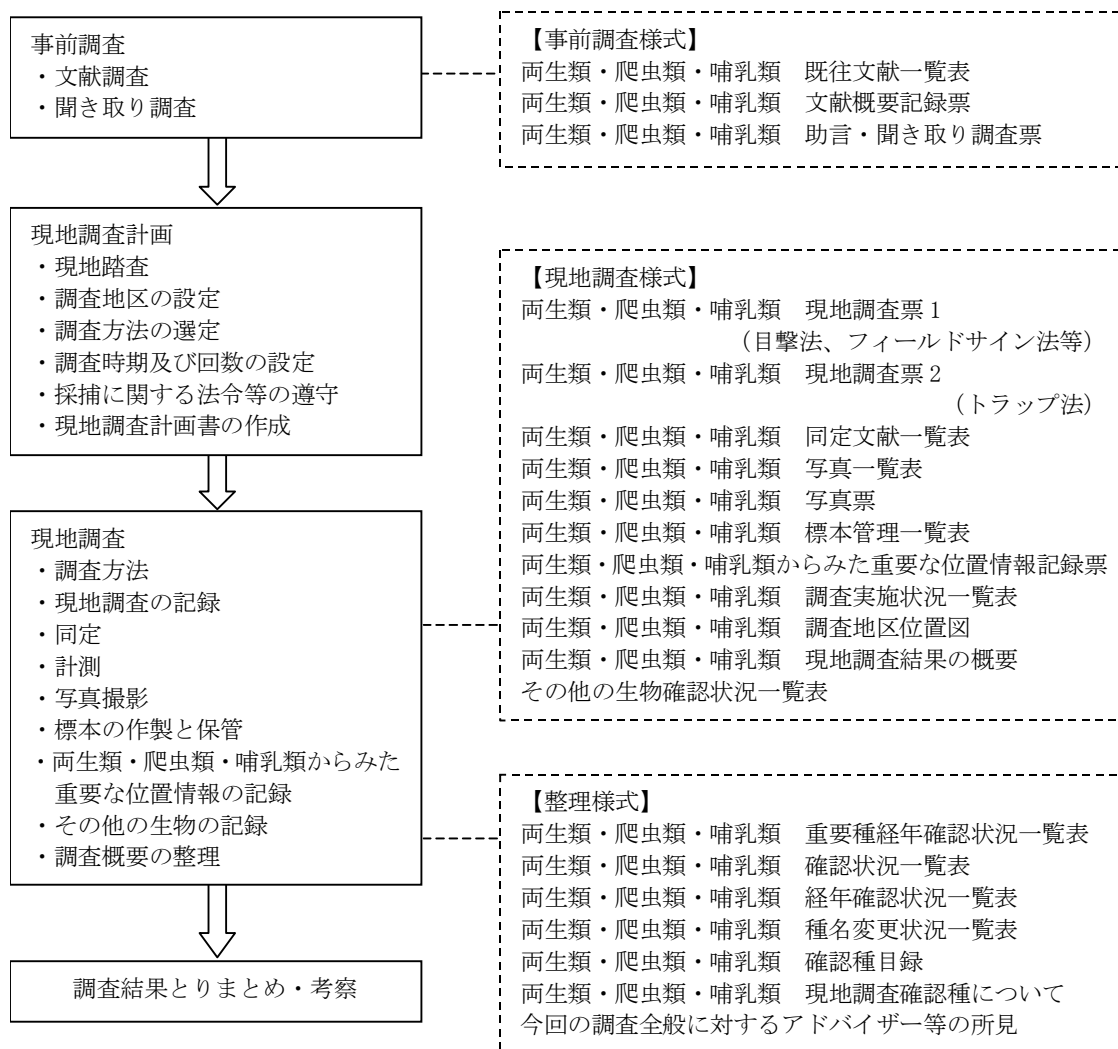 事前調査
・文献調査
・聞き取り調査
【事前調査様式】
両生類・爬虫類・哺乳類　既往文献一覧表
両生類・爬虫類・哺乳類　文献概要記録票
両生類・爬虫類・哺乳類　助言・聞き取り調査票
現地調査計画
・現地踏査
・調査地区の設定
・調査方法の選定
・調査時期及び回数の設定
・採捕に関する法令等の遵守
・現地調査計画書の作成
現地調査
・調査方法
・現地調査の記録
・同定
・計測
・写真撮影
・標本の作製と保管
・両生類・爬虫類・哺乳類からみた
重要な位置情報の記録
・その他の生物の記録
・調査概要の整理
【現地調査様式】
両生類・爬虫類・哺乳類　現地調査票1
（目撃法、フィールドサイン法等）
両生類・爬虫類・哺乳類　現地調査票2
（トラップ法）
両生類・爬虫類・哺乳類　同定文献一覧表
両生類・爬虫類・哺乳類　写真一覧表
両生類・爬虫類・哺乳類　写真票
両生類・爬虫類・哺乳類　標本管理一覧表
両生類・爬虫類・哺乳類からみた重要な位置情報記録票
両生類・爬虫類・哺乳類　調査実施状況一覧表
両生類・爬虫類・哺乳類　調査地区位置図
両生類・爬虫類・哺乳類　現地調査結果の概要
その他の生物確認状況一覧表
【整理様式】
両生類・爬虫類・哺乳類　重要種経年確認状況一覧表
両生類・爬虫類・哺乳類　確認状況一覧表
両生類・爬虫類・哺乳類　経年確認状況一覧表
両生類・爬虫類・哺乳類　種名変更状況一覧表
両生類・爬虫類・哺乳類　確認種目録
両生類・爬虫類・哺乳類　現地調査確認種について
今回の調査全般に対するアドバイザー等の所見
調査結果とりまとめ・考察